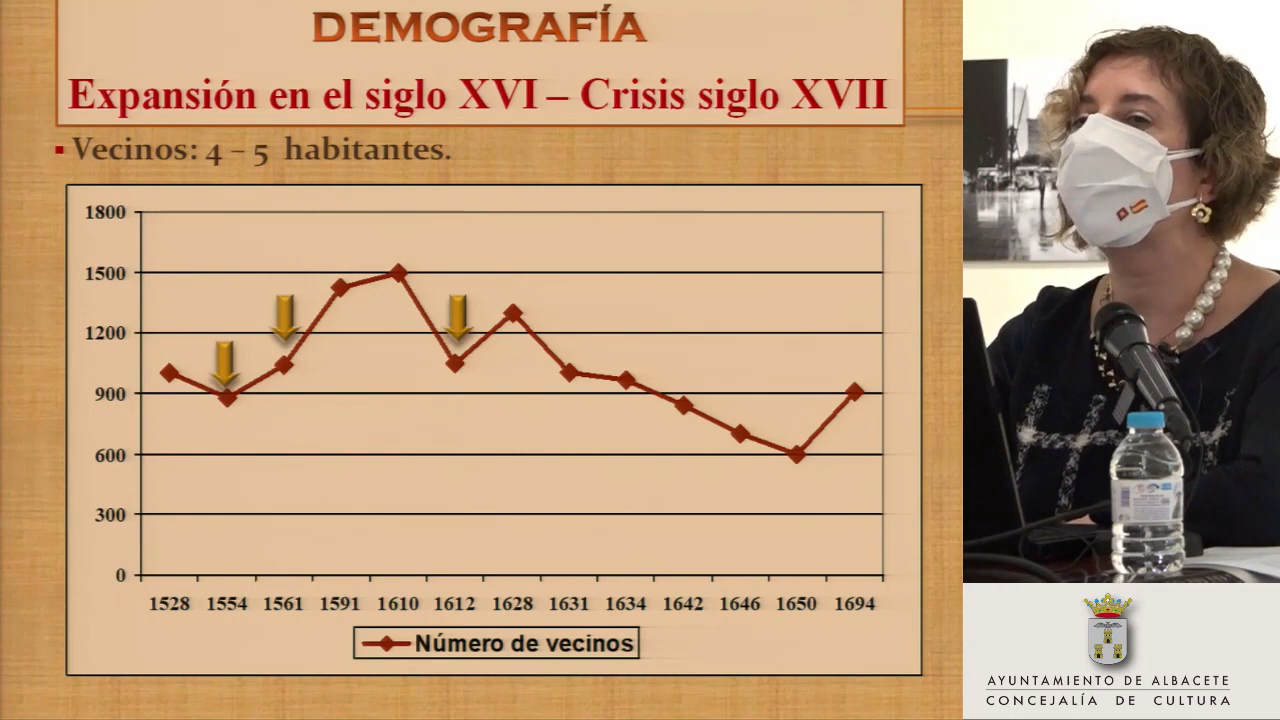 DEMOGRAFÍA
Expansión en el siglo XVI – Crisis siglo XVII
▪ Vecinos: 4 – 5 habitantes.
1800
1500
1200
900
600
300
0
1528 1554 1561 1591 1610 1612 1628 1631 1634 1642 1646 1650 1694
Número de vecinos
AYUNTAMIENTO DE ALBACETE
CONCEJALÍA DE CULTURA